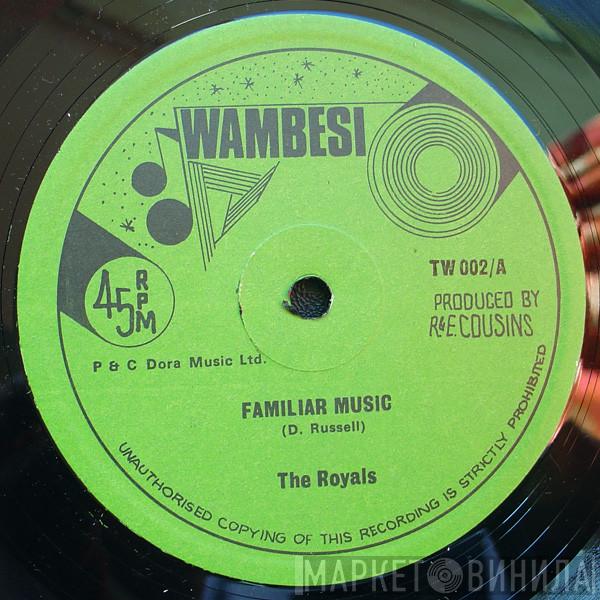 WAMBESI
45 RPM
TW 002/A
PRODUCED BY
R&E. COUSINS
P & C Dora Music Ltd.
FAMILIAR MUSIC
(D. Russell)
The Royals
UNAUTHORISED COPYING OF THIS RECORDING IS STRICTLY PROHIBITED
МАРКЕТ ВИНИЛА